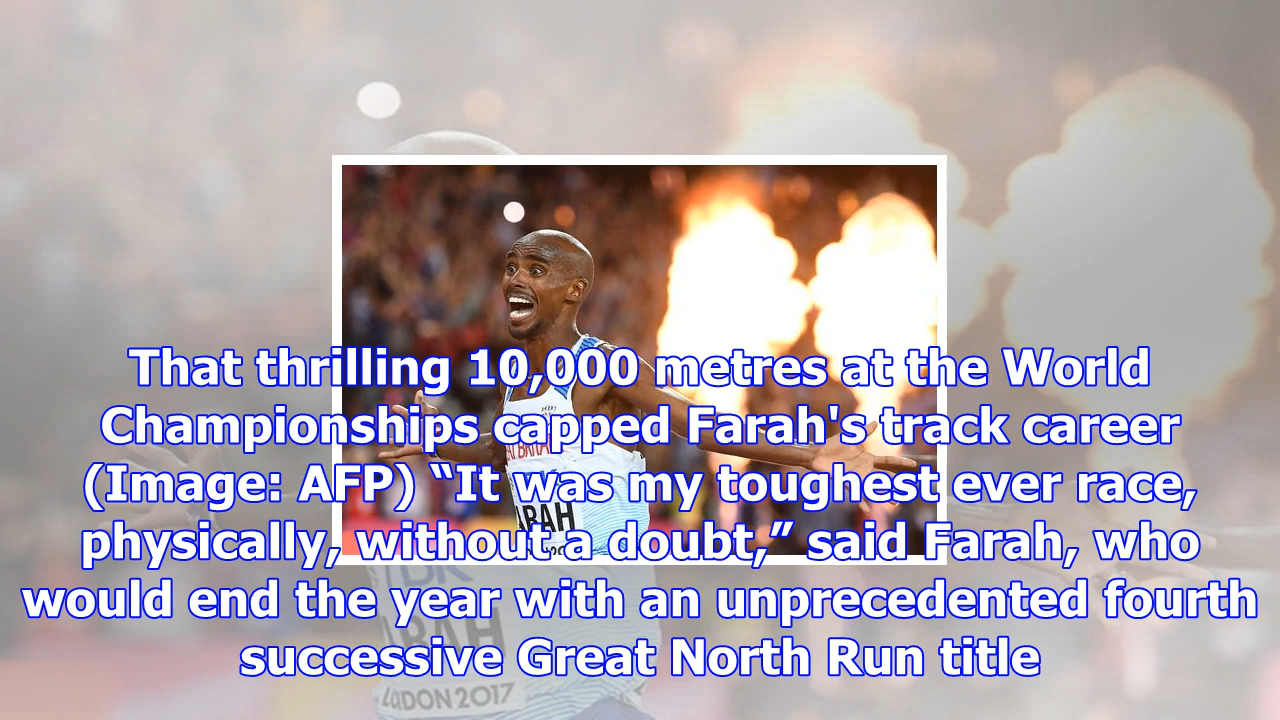 That thrilling 10,000 metres at the World
Championships capped Farah's track career
(Image: AFP) “It was my toughest ever race,
physically, without a doubt,” said Farah, who
would end the year with an unprecedented fourth
successive Great North Run title
LONDON 2017